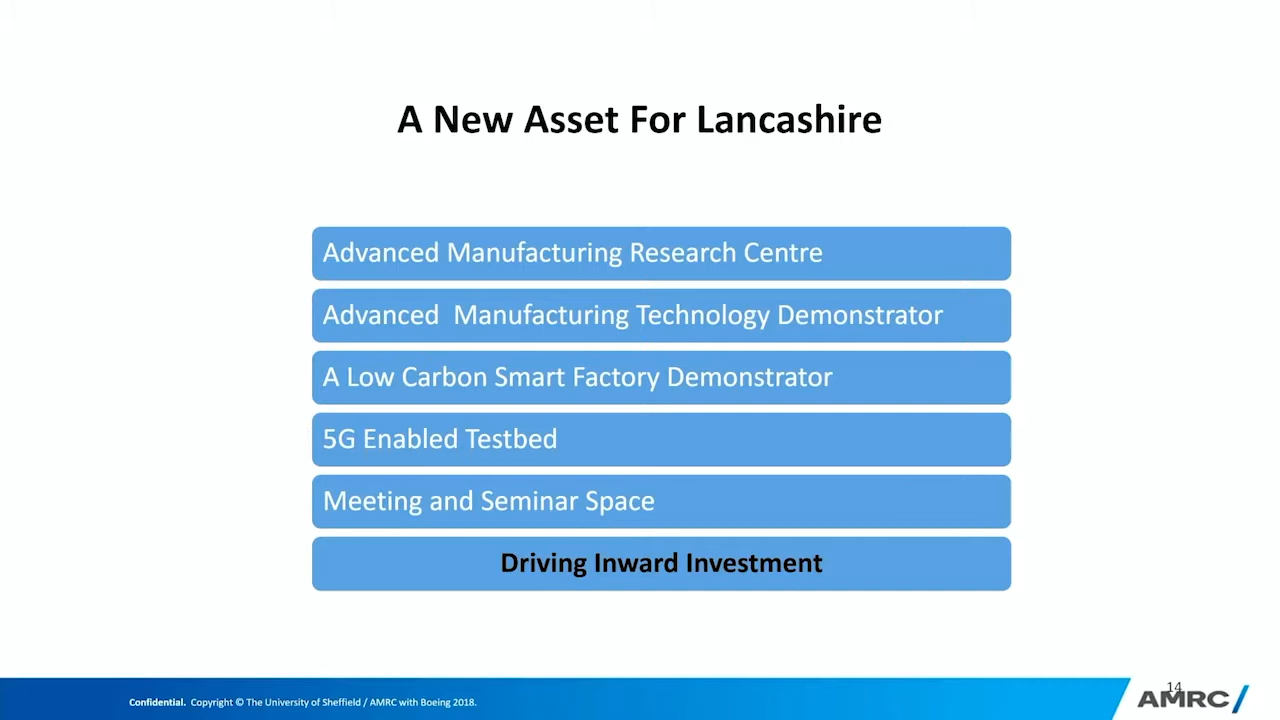 A New Asset For Lancashire
Advanced Manufacturing Research Centre
Advanced  Manufacturing Technology Demonstrator
A Low Carbon Smart Factory Demonstrator
5G Enabled Testbed
Meeting and Seminar Space
Driving Inward Investment
Confidential. Copyright © The University of Sheffield / AMRC with Boeing 2018.
14
AMRC